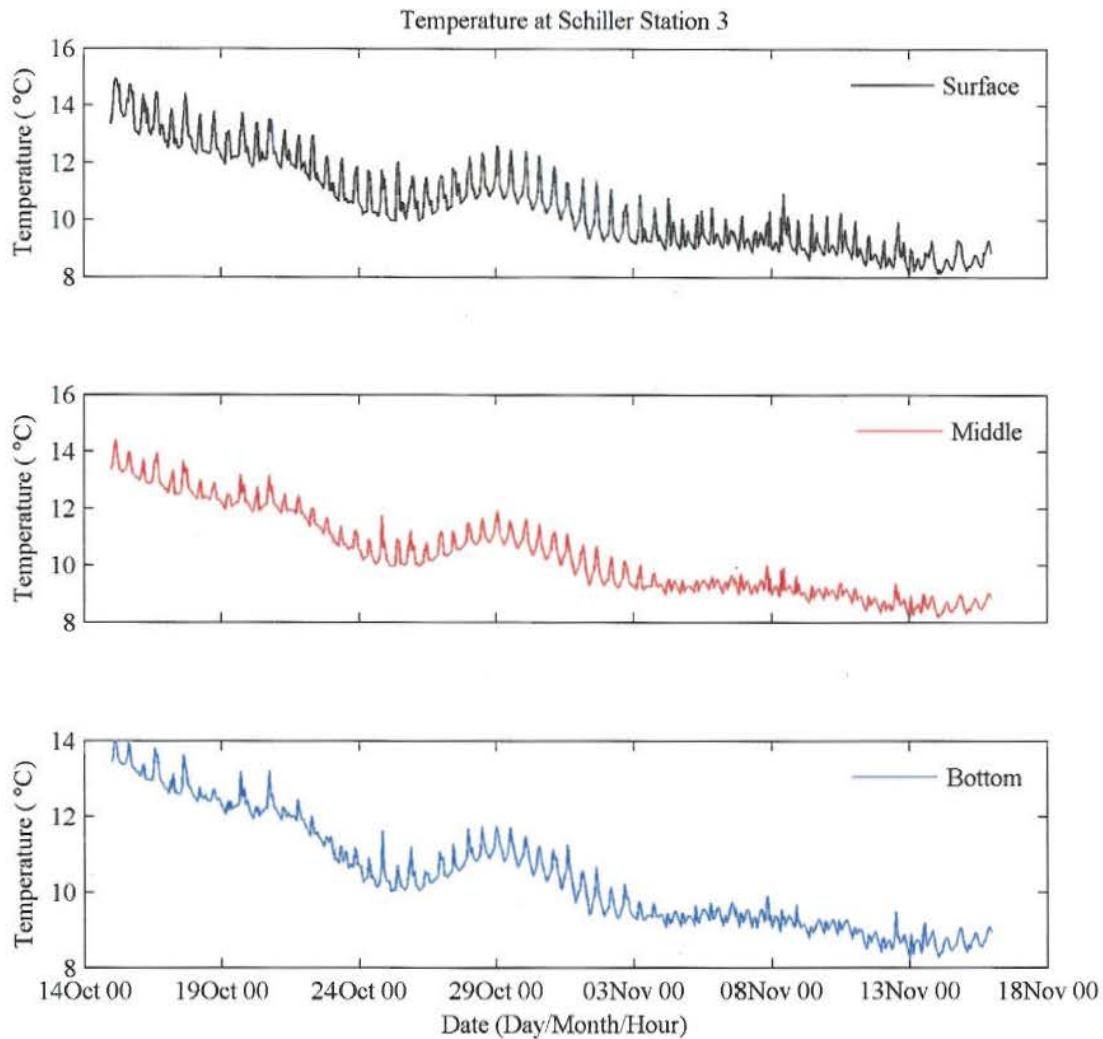 Temperature at Schiller Station 3
16
14
12
10
8
Temperature ( °C)
Surface
16
14
12
10
8
Temperature ( °C)
Middle
14
12
10
8
Temperature ( °C)
Bottom
14Oct 00 19Oct 00 24Oct 00 29Oct 00 03Nov 00 08Nov 00 13Nov 00 18Nov 00
Date (Day/Month/Hour)